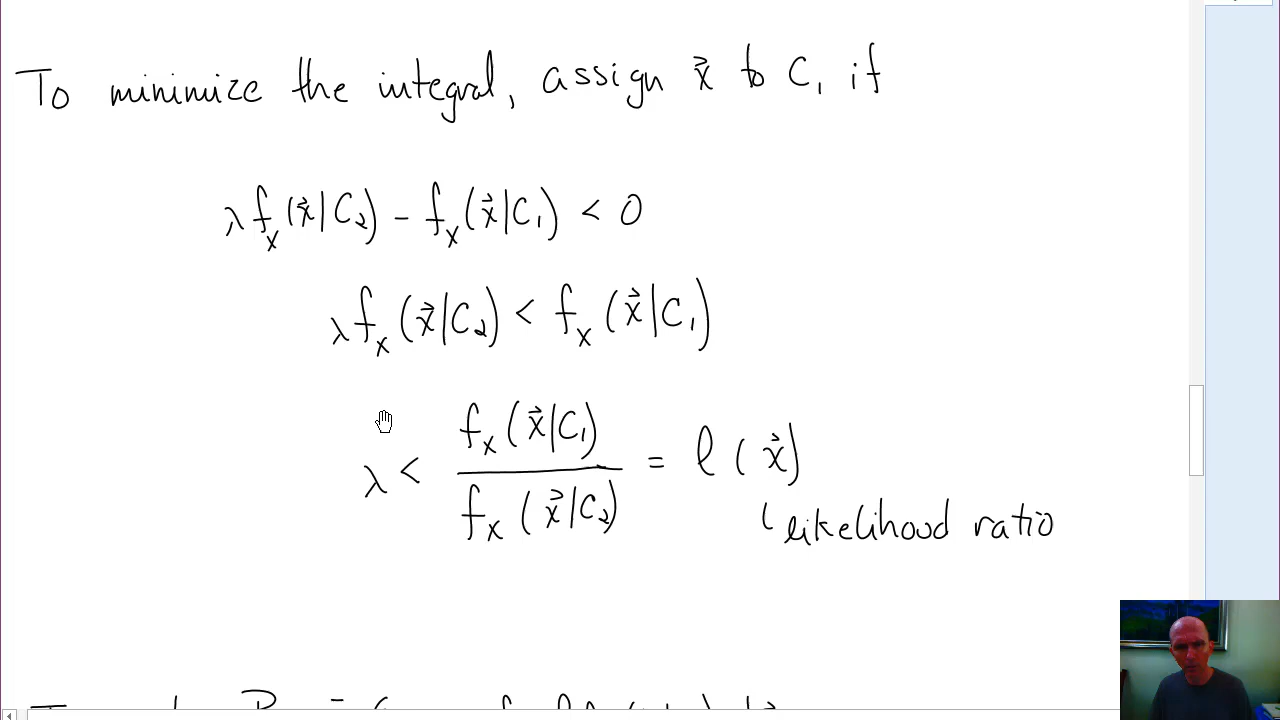 To minimize the integral, assign x⃗ to C₁ if
λ fₓ(x⃗|C₂) - fₓ(x⃗|C₁) < 0
λ fₓ(x⃗|C₂) < fₓ(x⃗|C₁)
λ < fₓ(x⃗|C₁) / fₓ(x⃗|C₂) = ℓ(x⃗)
likelihood ratio